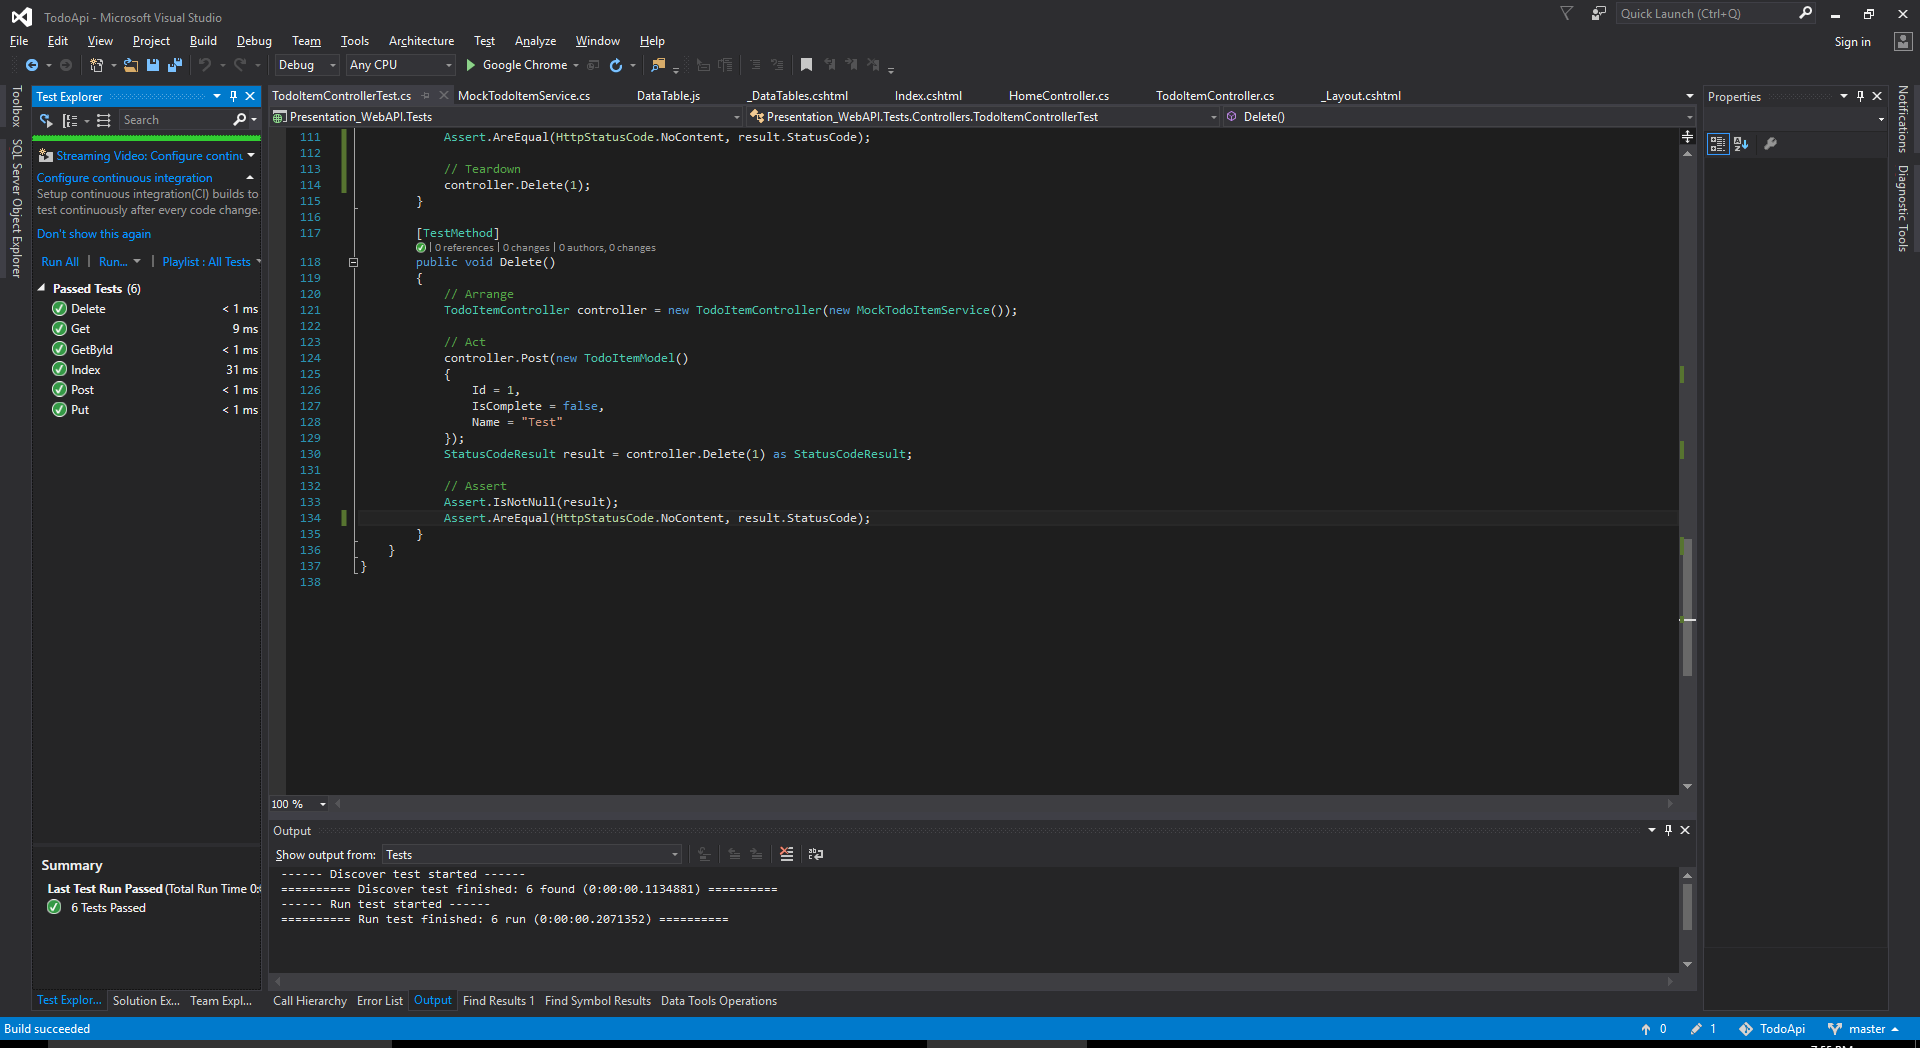 TodoApi - Microsoft Visual Studio
Quick Launch (Ctrl+Q)
File Edit View Project Build Debug Team Tools Architecture Test Analyze Window Help
Sign in
Debug Any CPU Google Chrome
Toolbox
SQL Server Object Explorer
Test Explorer
Search
Streaming Video: Configure contin
Configure continuous integration
Setup continuous integration(CI) builds to
test continuously after every code change.
Don't show this again
Run All | Run... Playlist : All Tests
Passed Tests (6)
Delete < 1 ms
Get 9 ms
GetById < 1 ms
Index 31 ms
Post < 1 ms
Put < 1 ms
Summary
Last Test Run Passed (Total Run Time 0:
6 Tests Passed
Test Explor... Solution Ex... Team Expl...
TodoItemControllerTest.cs MockTodoItemService.cs DataTable.js _DataTables.cshtml Index.cshtml HomeController.cs TodoItemController.cs _Layout.cshtml
Presentation_WebAPI.Tests Presentation_WebAPI.Tests.Controllers.TodoItemControllerTest Delete()
111 Assert.AreEqual(HttpStatusCode.NoContent, result.StatusCode);
112
113 // Teardown
114 controller.Delete(1);
115 }
116
117 [TestMethod]
| 0 references | 0 changes | 0 authors, 0 changes
118 public void Delete()
119 {
120 // Arrange
121 TodoItemController controller = new TodoItemController(new MockTodoItemService());
122
123 // Act
124 controller.Post(new TodoItemModel()
125 {
126 Id = 1,
127 IsComplete = false,
128 Name = "Test"
129 });
130 StatusCodeResult result = controller.Delete(1) as StatusCodeResult;
131
132 // Assert
133 Assert.IsNotNull(result);
134 Assert.AreEqual(HttpStatusCode.NoContent, result.StatusCode);
135 }
136 }
137 }
138
100 %
Output
Show output from: Tests
------ Discover test started ------
========== Discover test finished: 6 found (0:00:00.1134881) ==========
------ Run test started ------
========== Run test finished: 6 run (0:00:00.2071352) ==========
Call Hierarchy Error List Output Find Results 1 Find Symbol Results Data Tools Operations
Properties
Notifications
Diagnostic Tools
Build succeeded
0 1 TodoApi master